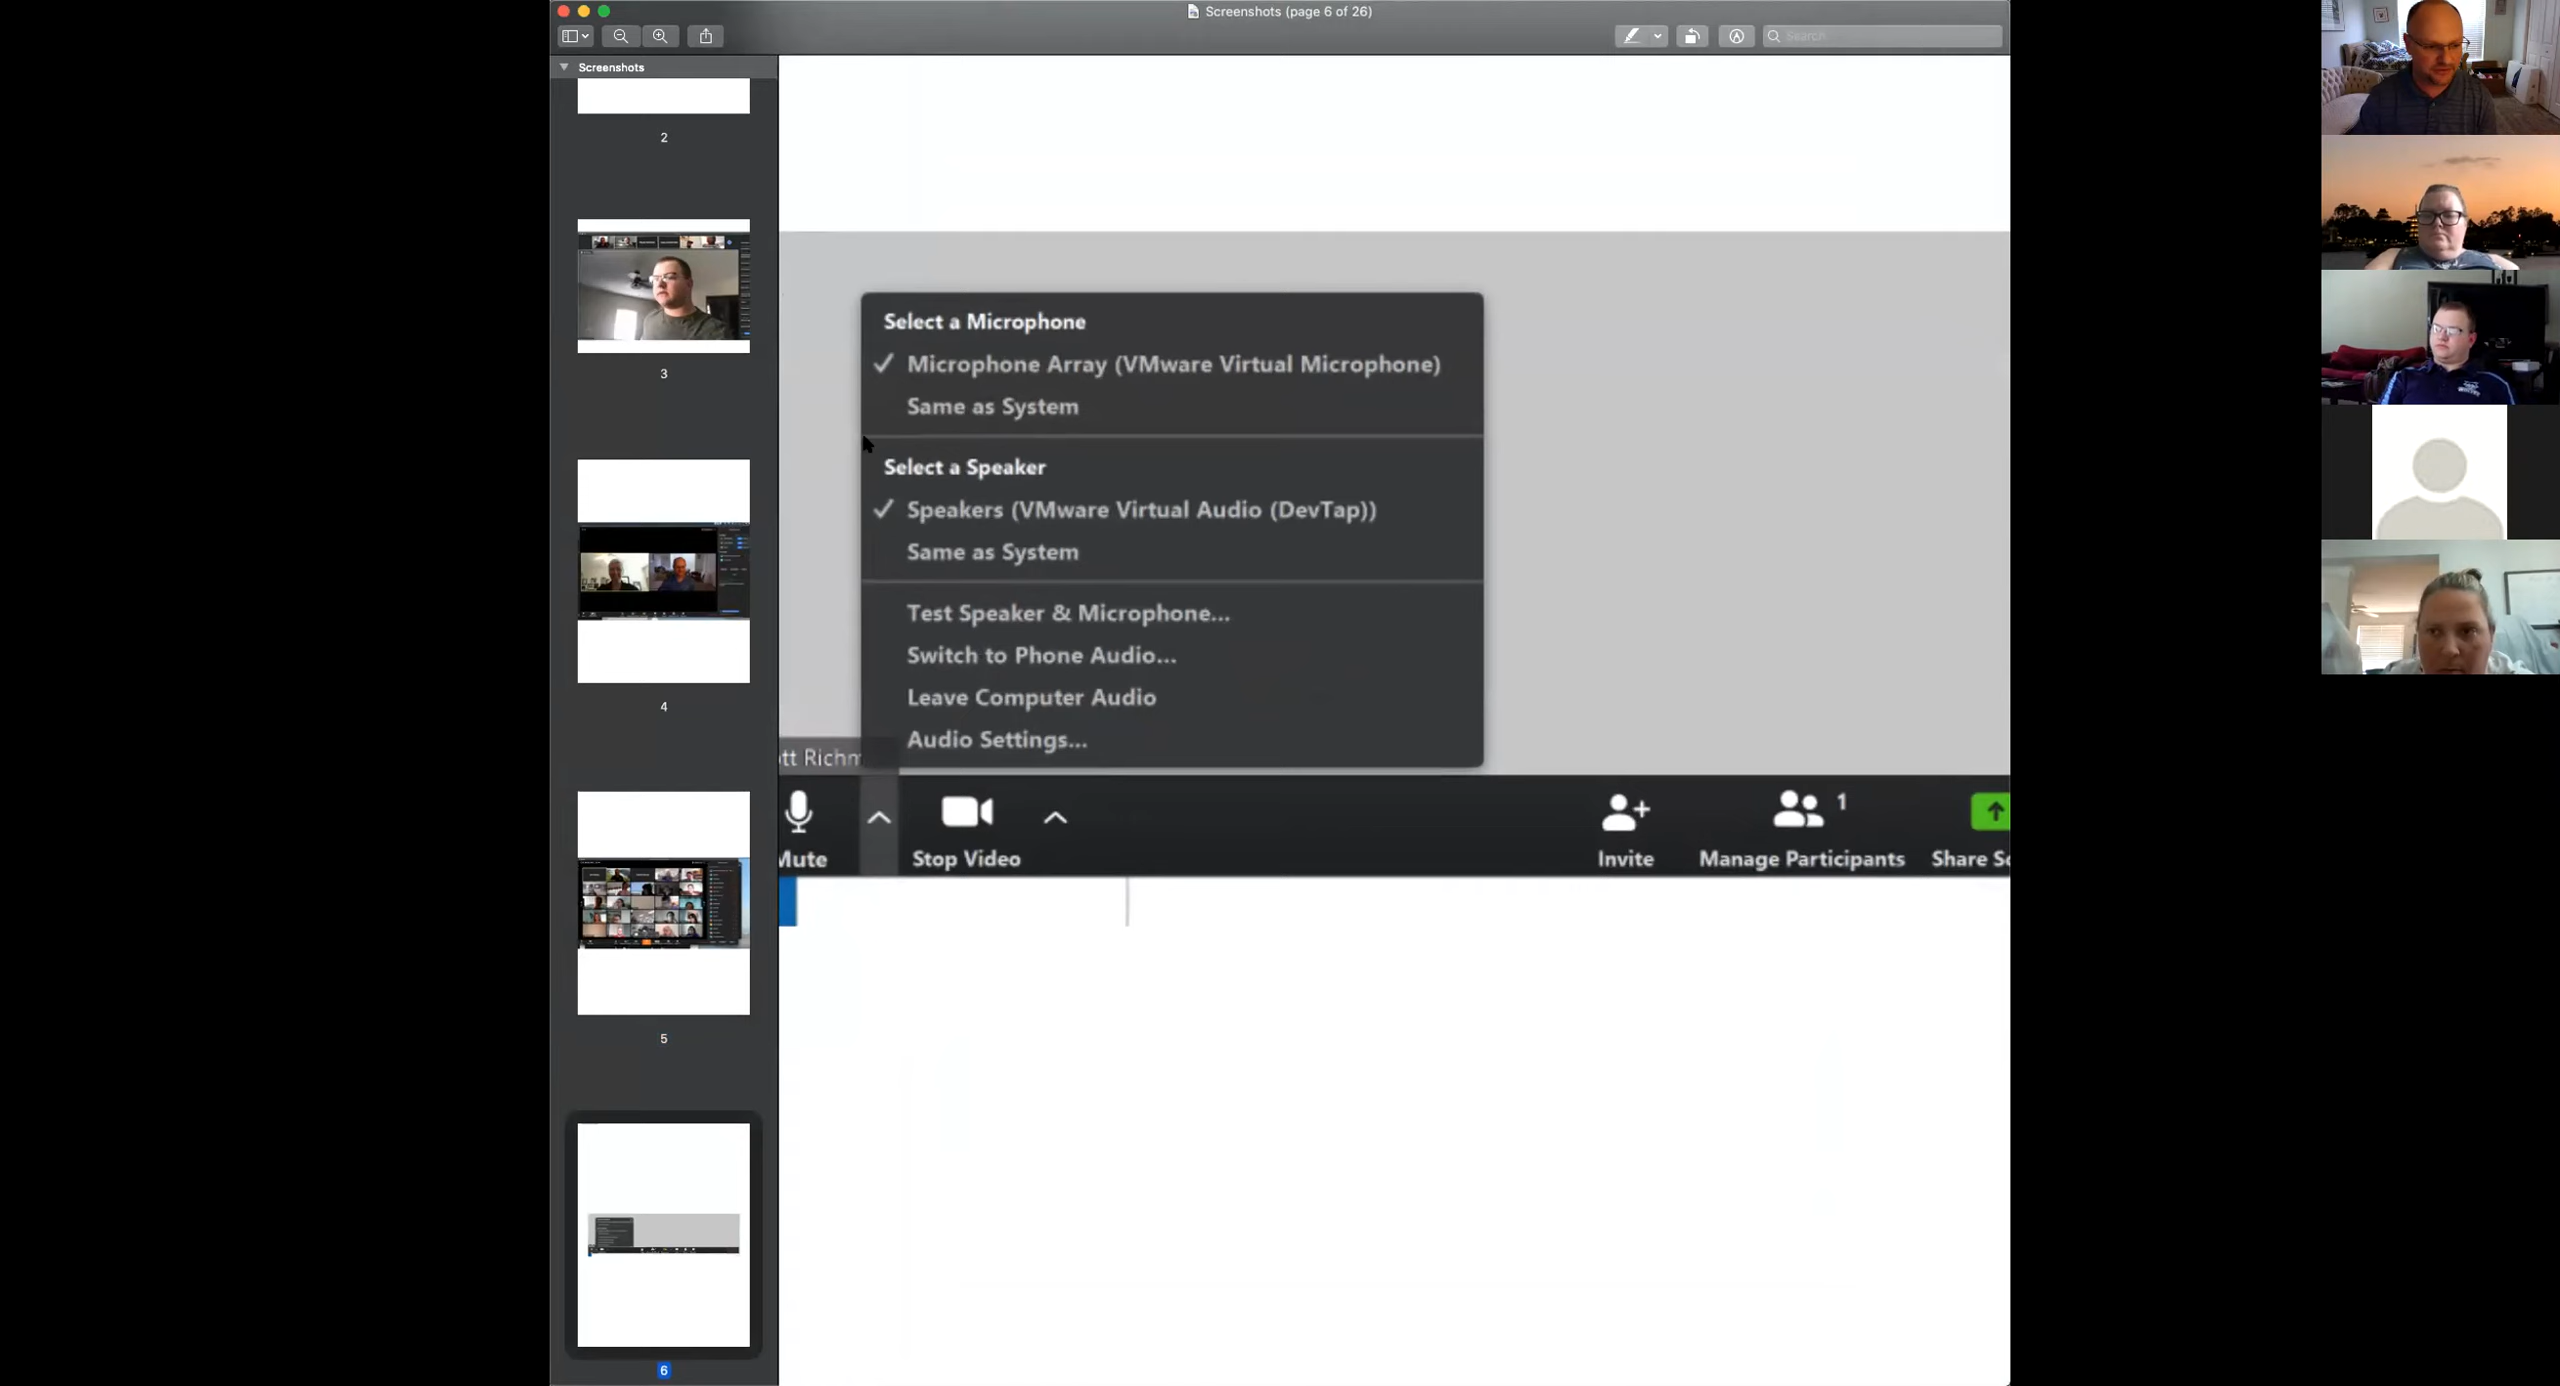 Screenshots (page 6 of 26)
Search
Screenshots
2
3
4
5
6
Select a Microphone
✓ Microphone Array (VMware Virtual Microphone)
Same as System
Select a Speaker
✓ Speakers (VMware Virtual Audio (DevTap))
Same as System
Test Speaker & Microphone...
Switch to Phone Audio...
Leave Computer Audio
Audio Settings...
tt Richm
Mute
Stop Video
Invite
Manage Participants
1
Share Sc